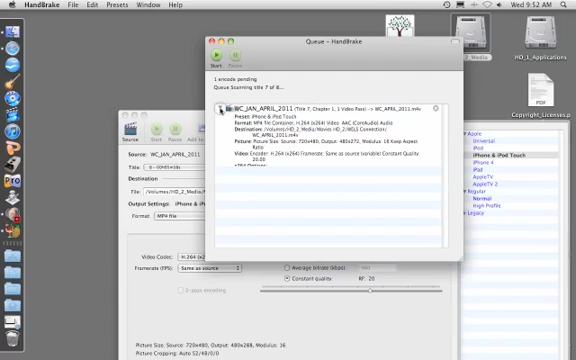 HandBrake File Edit Presets Window Help
Wed 9:52 AM
Queue – HandBrake
Start Pause
1 encode pending
Queue Scanning title 7 of 8...
WC_JAN_APRIL_2011 (Title 7, Chapter 1, 1 Video Pass) -> WC_APRIL_2011.m4v
Preset: iPhone & iPod Touch
Format: MP4 File Container, H.264 (x264) Video AAC (CoreAudio) Audio
Destination: /Volumes/HD_2_Media/Movies HD_2/WELS Connection/
WC_APRIL_2011.m4v
Picture: Picture Size: Source: 720x480, Output: 480x272, Modulus: 16 Keep Aspect
Ratio
Video Encoder: H.264 (x264) Framerate: Same as source (variable) Constant Quality
20.00
x264 Options
HD_2_Media
HD_1_Applications
PDF
Copyright_Licenses.p
Source Start Pause Add to
Source: WC_JAN_APRIL_2011
Title:
Destination
File: /Volumes/HD_2_Media/
Output Settings: iPhone & i
Format: MP4 file
Video Codec: H.264 (x2
Framerate (FPS): Same as source
Average bitrate (kbps):
Constant quality: RF: 20
2-pass encoding
Picture Size: Source: 720x480, Output: 480x268, Modulus: 16
Picture Cropping: Auto 52/48/0/0
Apple
Universal
iPod
iPhone & iPod Touch
iPhone 4
iPad
AppleTV
AppleTV 2
Regular
Normal
High Profile
Legacy
Pro